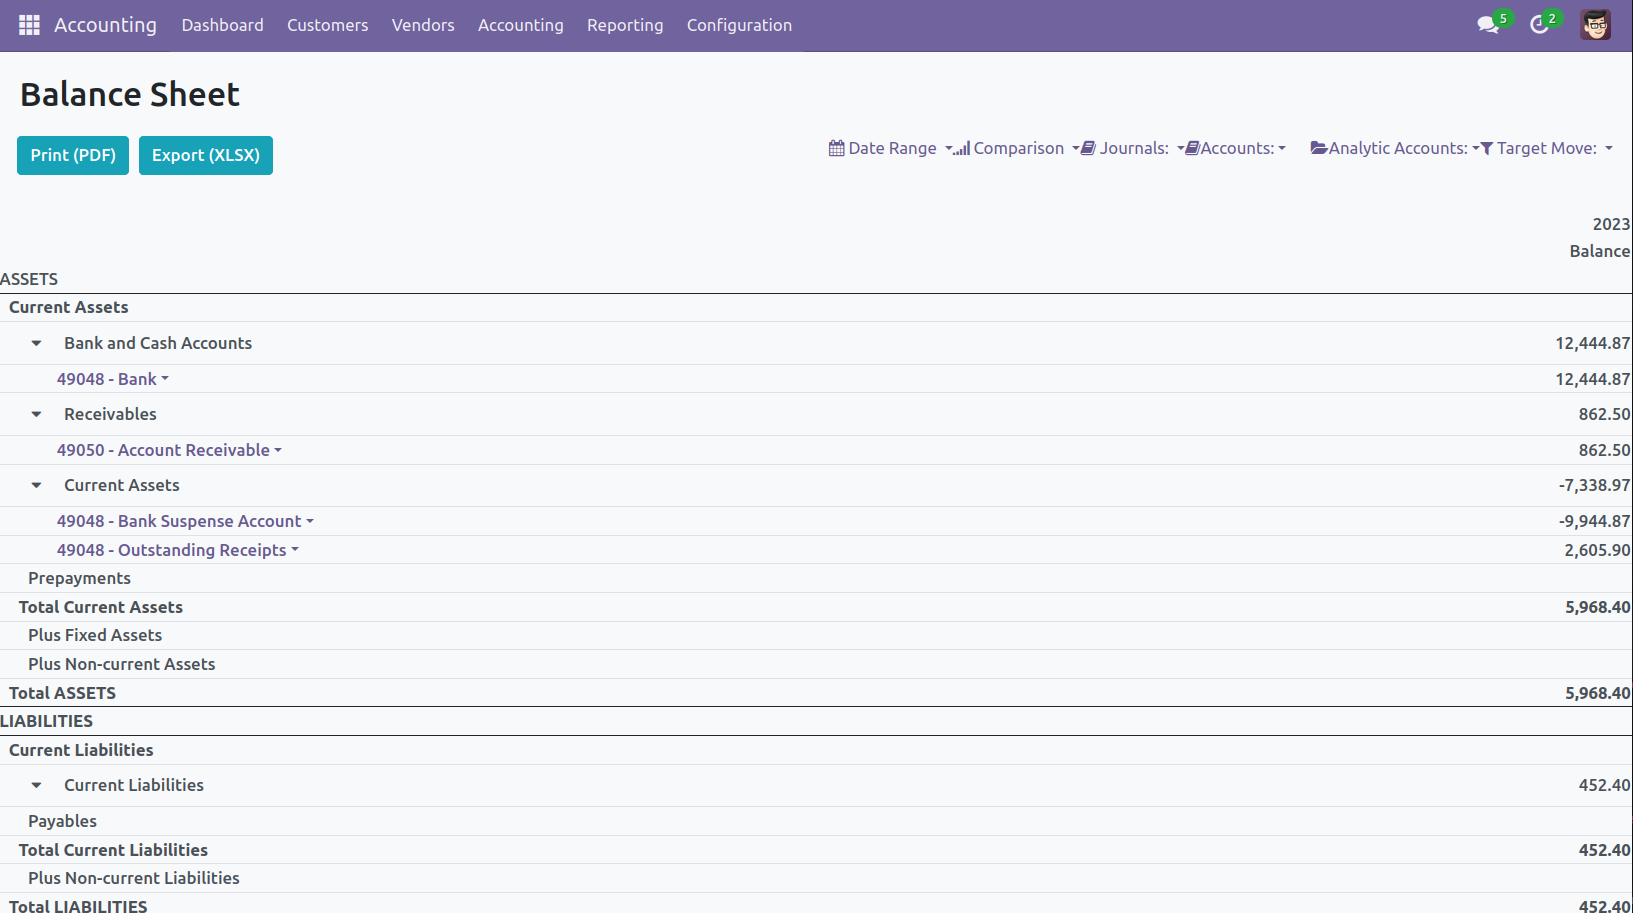 Accounting Dashboard Customers Vendors Accounting Reporting Configuration 5 2
Balance Sheet
Print (PDF) Export (XLSX) Date Range Comparison Journals: Accounts: Analytic Accounts: Target Move:
2023
Balance
ASSETS
Current Assets
Bank and Cash Accounts 12,444.87
49048 - Bank 12,444.87
Receivables 862.50
49050 - Account Receivable 862.50
Current Assets -7,338.97
49048 - Bank Suspense Account -9,944.87
49048 - Outstanding Receipts 2,605.90
Prepayments
Total Current Assets 5,968.40
Plus Fixed Assets
Plus Non-current Assets
Total ASSETS 5,968.40
LIABILITIES
Current Liabilities
Current Liabilities 452.40
Payables
Total Current Liabilities 452.40
Plus Non-current Liabilities
Total LIABILITIES 452.40